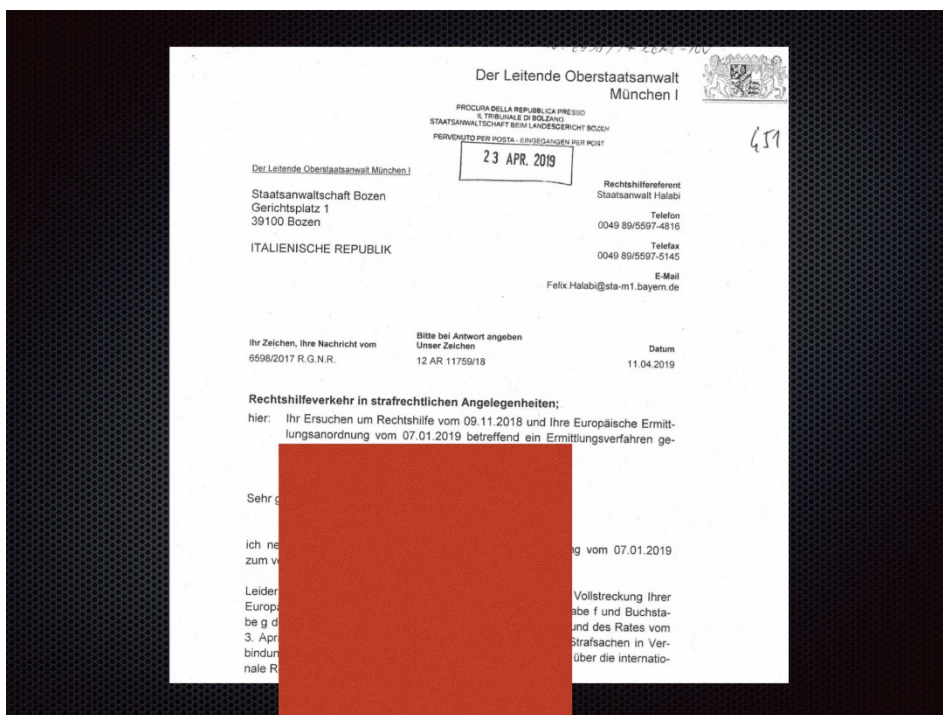 Der Leitende Oberstaatsanwalt
München I
PROCURA DELLA REPUBBLICA PRESSO
IL TRIBUNALE DI BOLZANO
STAATSANWALTSCHAFT BEIM LANDESGERICHT BOZEN
PERVENUTO PER POSTA - EINGEGANGEN PER POST
23 APR. 2019
451
Der Leitende Oberstaatsanwalt München I
Staatsanwaltschaft Bozen
Gerichtsplatz 1
39100 Bozen
ITALIENISCHE REPUBLIK
Rechtshilfereferent
Staatsanwalt Halabi
Telefon
0049 89/5597-4816
Telefax
0049 89/5597-5145
E-Mail
Felix.Halabi@sta-m1.bayern.de
Ihr Zeichen, Ihre Nachricht vom
6598/2017 R.G.N.R.
Bitte bei Antwort angeben
Unser Zeichen
12 AR 11759/18
Datum
11.04.2019
Rechtshilfeverkehr in strafrechtlichen Angelegenheiten;
hier: Ihr Ersuchen um Rechtshilfe vom 09.11.2018 und Ihre Europäische Ermitt-
lungsanordnung vom 07.01.2019 betreffend ein Ermittlungsverfahren ge-
Sehr
ich vom 07.01.2019
zum
Leider Vollstreckung Ihrer
f und Buchsta-
be g und des Rates vom
3. Strafsachen in Ver-
über die internatio-
nale